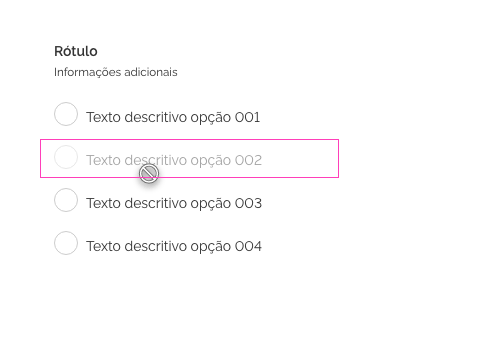 Rótulo
Informações adicionais
Texto descritivo opção 001
Texto descritivo opção 002
Texto descritivo opção 003
Texto descritivo opção 004